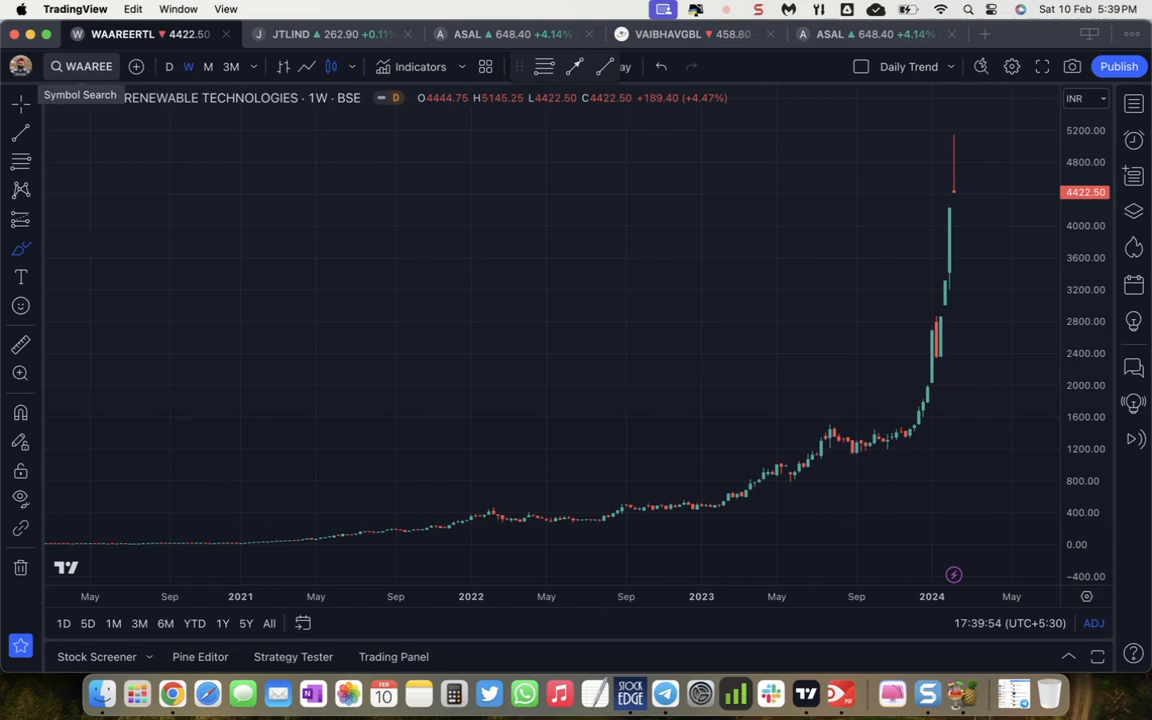 TradingView Edit Window View Sat 10 Feb 5:39 PM
WAAREERTL 4422.50 JTLIND 262.90 +0.11% ASAL 648.40 +4.14% VAIBHAVGBL 458.80 ASAL 648.40 +4.14%
WAAREE D W M 3M Indicators ay Daily Trend Publish
Symbol Search
RENEWABLE TECHNOLOGIES · 1W · BSE D O4444.75 H5145.25 L4422.50 C4422.50 +189.40 (+4.47%) INR
5200.00
4800.00
4422.50
4000.00
3600.00
3200.00
2800.00
2400.00
2000.00
1600.00
1200.00
800.00
400.00
0.00
−400.00
May Sep 2021 May Sep 2022 May Sep 2023 May Sep 2024 May
1D 5D 1M 3M 6M YTD 1Y 5Y All 17:39:54 (UTC+5:30) ADJ
Stock Screener Pine Editor Strategy Tester Trading Panel
FEB
10
STOCK
EDGE
PDF